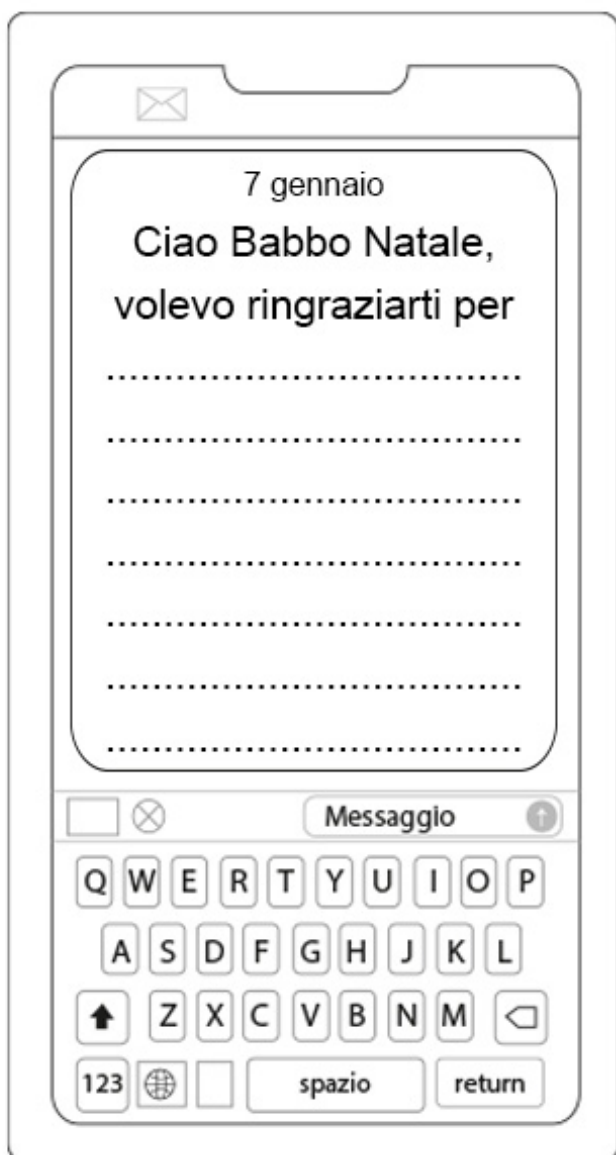 7 gennaio
Ciao Babbo Natale,
volevo ringraziarti per
....................................
....................................
....................................
....................................
....................................
....................................
....................................
Messaggio
Q W E R T Y U I O P
A S D F G H J K L
Z X C V B N M
123 spazio return